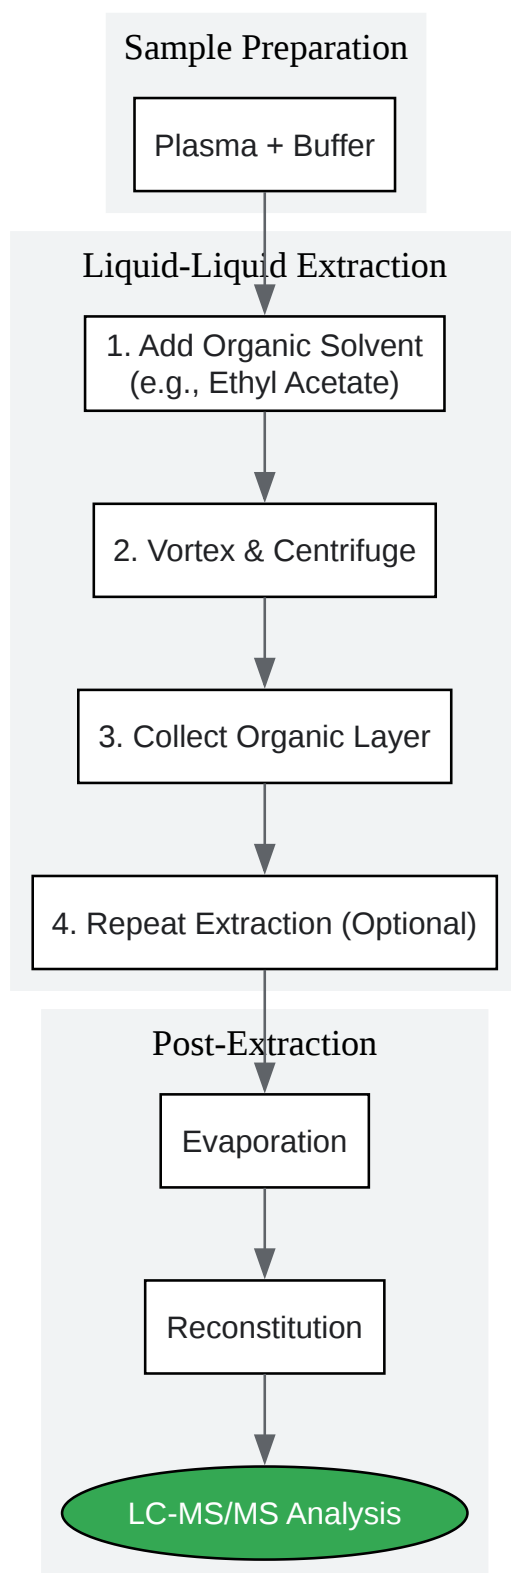 Sample Preparation
Plasma + Buffer
Liquid-Liquid Extraction
1. Add Organic Solvent
(e.g., Ethyl Acetate)
2. Vortex & Centrifuge
3. Collect Organic Layer
4. Repeat Extraction (Optional)
Post-Extraction
Evaporation
Reconstitution
LC-MS/MS Analysis